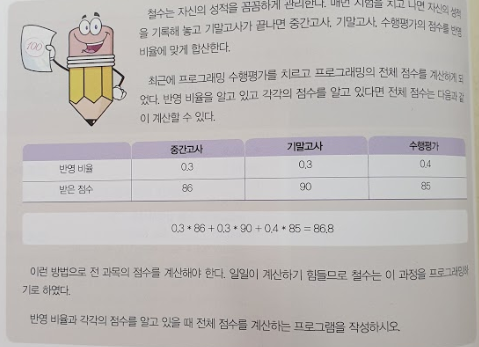 100
철수는 자신의 성적을 꼼꼼하게 관리한다. 매번 시험을 치고 나면 자신의 성적
을 기록해 놓고 기말고사가 끝나면 중간고사, 기말고사, 수행평가의 점수를 반영
비율에 맞게 합산한다.
최근에 프로그래밍 수행평가를 치르고 프로그래밍의 전체 점수를 계산하게 되
었다. 반영 비율을 알고 있고 각각의 점수를 알고 있다면 전체 점수는 다음과 같
이 계산할 수 있다.
중간고사 기말고사 수행평가
반영 비율 0.3 0.3 0.4
받은 점수 86 90 85
0.3 * 86 + 0.3 * 90 + 0.4 * 85 = 86.8
이런 방법으로 전 과목의 점수를 계산해야 한다. 일일이 계산하기 힘들므로 철수는 이 과정을 프로그래밍하
기로 하였다.
반영 비율과 각각의 점수를 알고 있을 때 전체 점수를 계산하는 프로그램을 작성하시오.